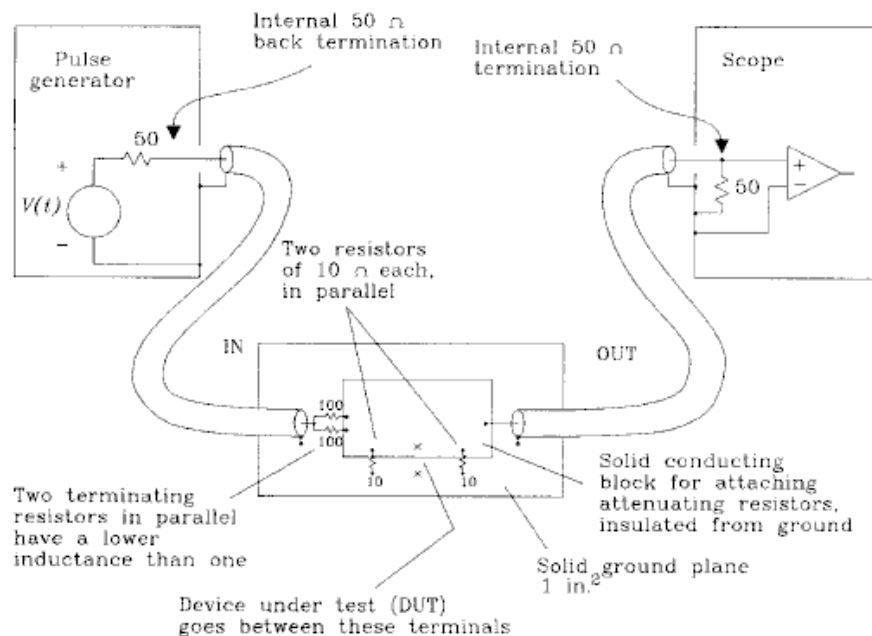 Internal 50 Ω
back termination
Pulse
generator
Internal 50 Ω
termination
Scope
50
+
V(t)
−
+
−
50
Two resistors
of 10 Ω each,
in parallel
IN
OUT
100
100
×
×
10
10
Two terminating
resistors in parallel
have a lower
inductance than one
Solid conducting
block for attaching
attenuating resistors,
insulated from ground
Solid ground plane
1 in.²
Device under test (DUT)
goes between these terminals